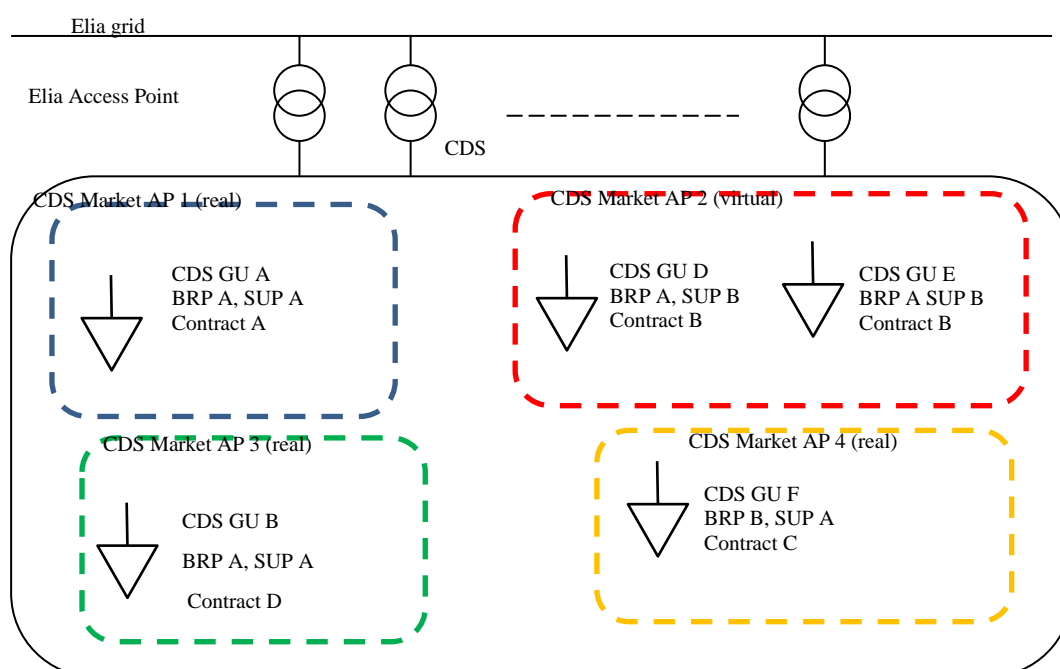 Elia grid
Elia Access Point
CDS
CDS Market AP 1 (real)
CDS GU A
BRP A, SUP A
Contract A
CDS Market AP 2 (virtual)
CDS GU D
BRP A, SUP B
Contract B
CDS GU E
BRP A SUP B
Contract B
CDS Market AP 3 (real)
CDS GU B
BRP A, SUP A
Contract D
CDS Market AP 4 (real)
CDS GU F
BRP B, SUP A
Contract C